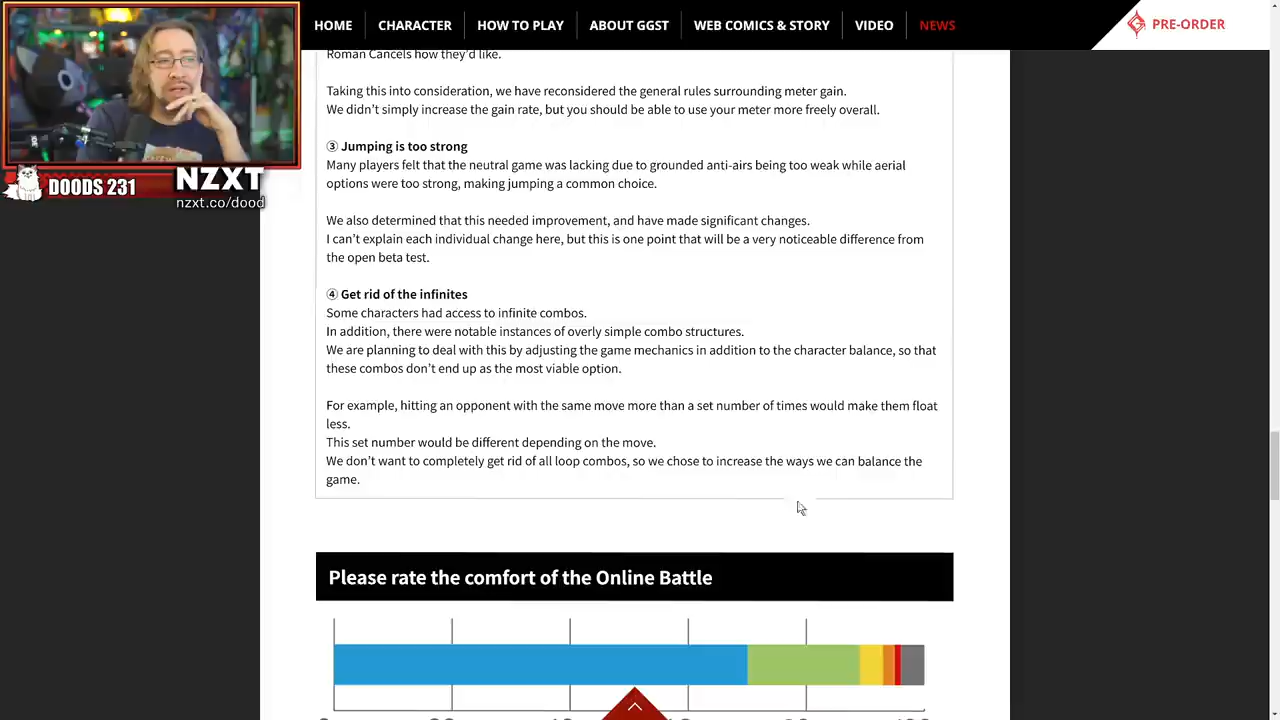 HOME
CHARACTER
HOW TO PLAY
ABOUT GGST
WEB COMICS & STORY
VIDEO
NEWS
PRE-ORDER
DOODS 231
NZXT
nzxt.co/dood
Roman Cancels how they'd like.
Taking this into consideration, we have reconsidered the general rules surrounding meter gain.
We didn't simply increase the gain rate, but you should be able to use your meter more freely overall.
③ Jumping is too strong
Many players felt that the neutral game was lacking due to grounded anti-airs being too weak while aerial
options were too strong, making jumping a common choice.
We also determined that this needed improvement, and have made significant changes.
I can't explain each individual change here, but this is one point that will be a very noticeable difference from
the open beta test.
④ Get rid of the infinites
Some characters had access to infinite combos.
In addition, there were notable instances of overly simple combo structures.
We are planning to deal with this by adjusting the game mechanics in addition to the character balance, so that
these combos don't end up as the most viable option.
For example, hitting an opponent with the same move more than a set number of times would make them float
less.
This set number would be different depending on the move.
We don't want to completely get rid of all loop combos, so we chose to increase the ways we can balance the
game.
Please rate the comfort of the Online Battle